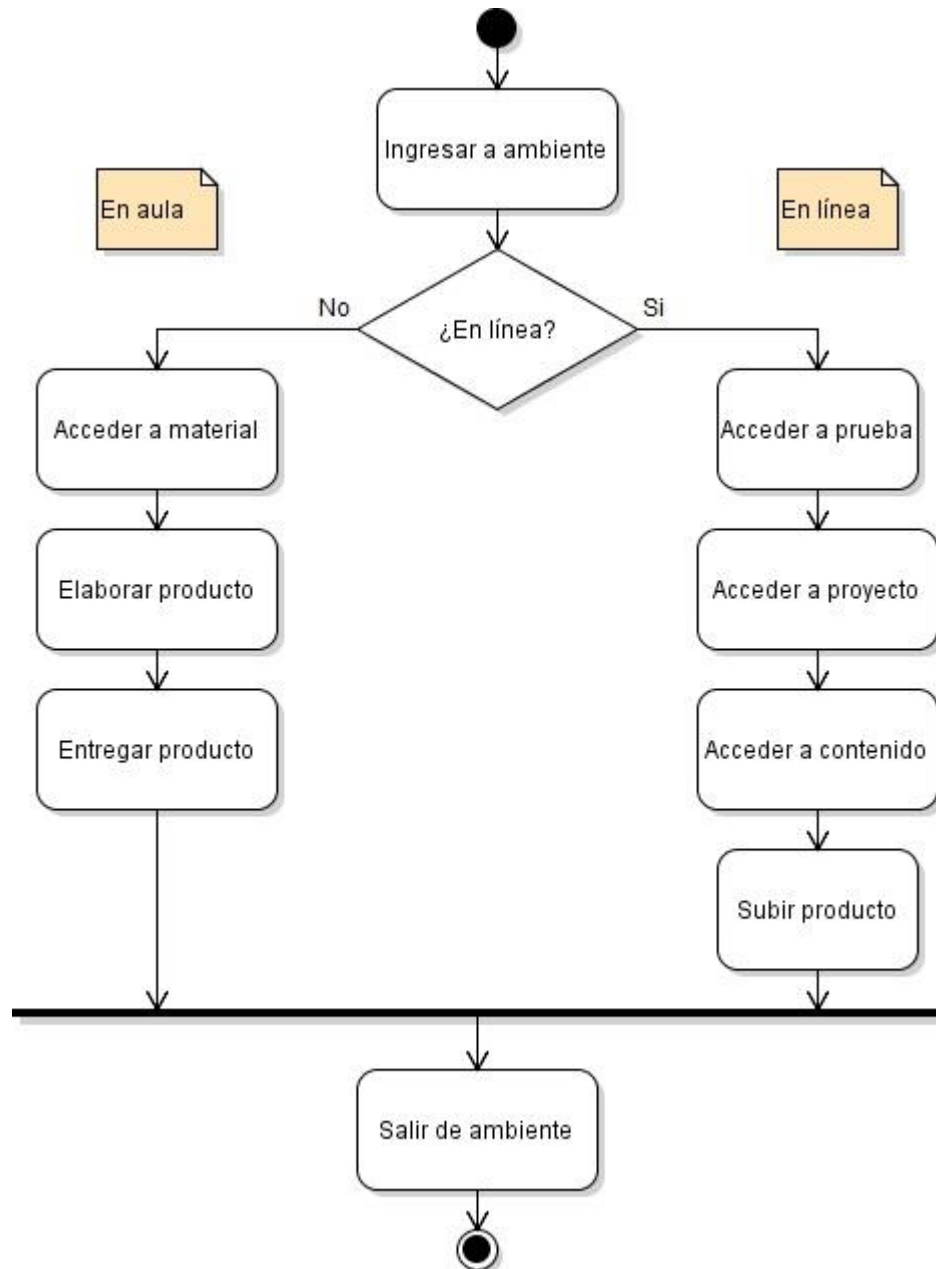 Ingresar a ambiente
En aula
En línea
¿En línea?
No
Si
Acceder a material
Acceder a prueba
Elaborar producto
Acceder a proyecto
Entregar producto
Acceder a contenido
Subir producto
Salir de ambiente